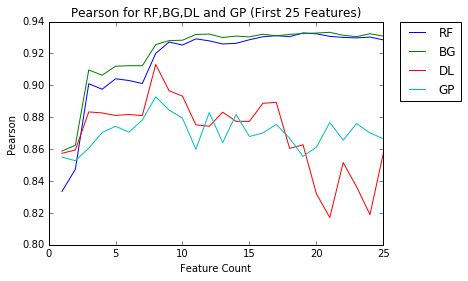 Pearson for RF,BG,DL and GP (First 25 Features)
0.94
0.92
0.90
0.88
0.86
0.84
0.82
0.80
Pearson
0
5
10
15
20
25
Feature Count
RF
BG
DL
GP